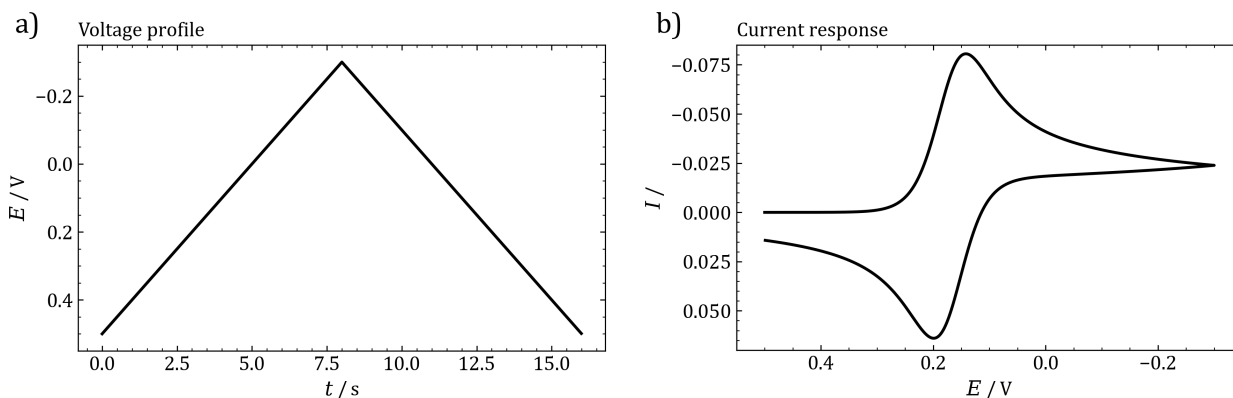 a)
Voltage profile
−0.2
0.0
0.2
0.4
E / V
0.0 2.5 5.0 7.5 10.0 12.5 15.0
t / s
b)
Current response
−0.075
−0.050
−0.025
0.000
0.025
0.050
I /
0.4 0.2 0.0 −0.2
E / V